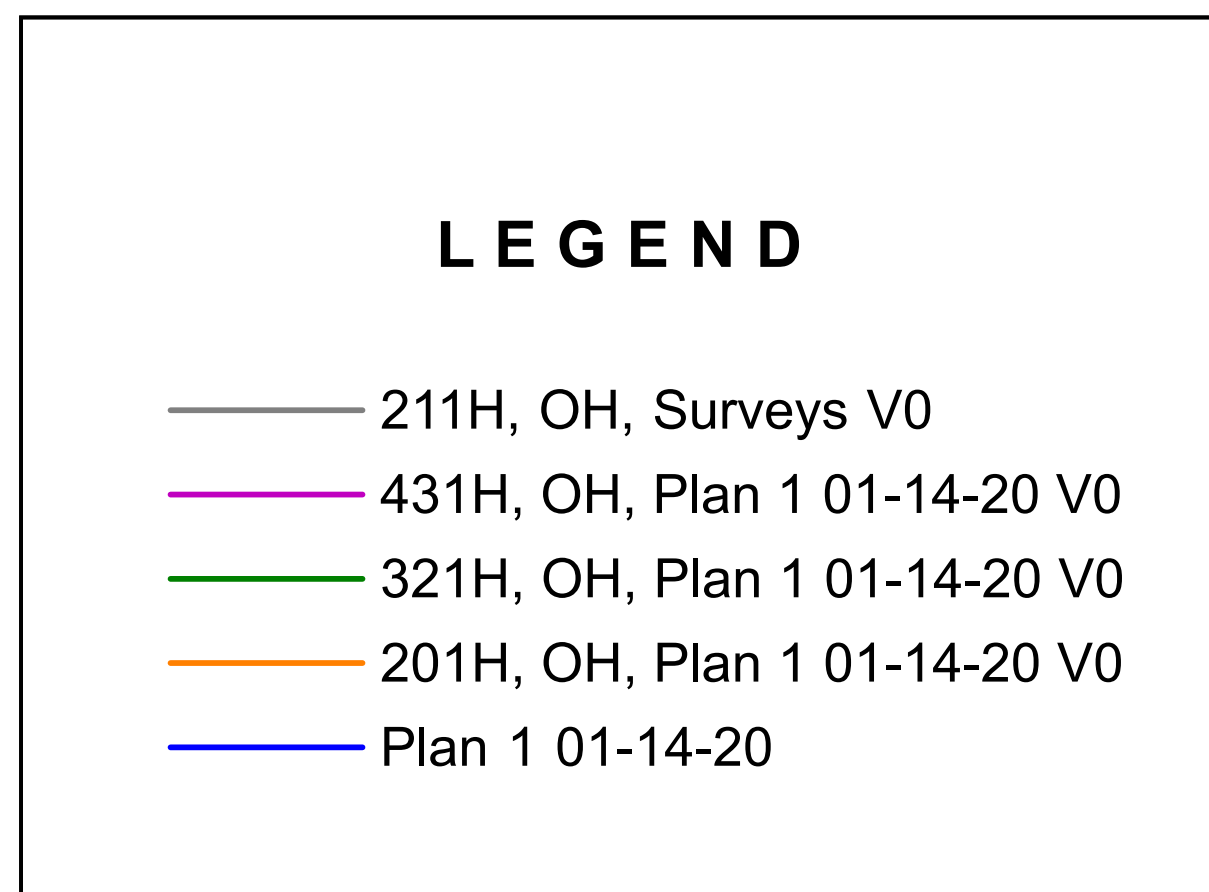 LEGEND
211H, OH, Surveys V0
431H, OH, Plan 1 01-14-20 V0
321H, OH, Plan 1 01-14-20 V0
201H, OH, Plan 1 01-14-20 V0
Plan 1 01-14-20